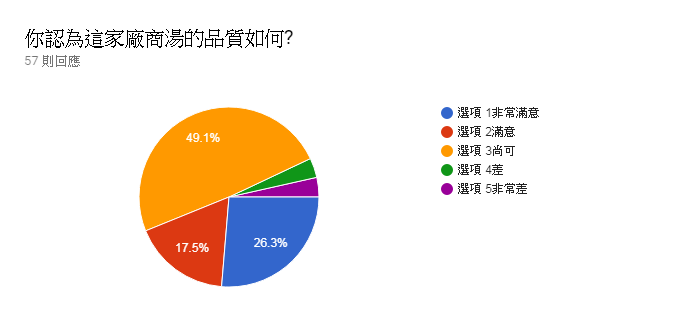 你認為這家廠商湯的品質如何?
57 則回應
49.1%
17.5%
26.3%
選項 1非常滿意
選項 2滿意
選項 3尚可
選項 4差
選項 5非常差